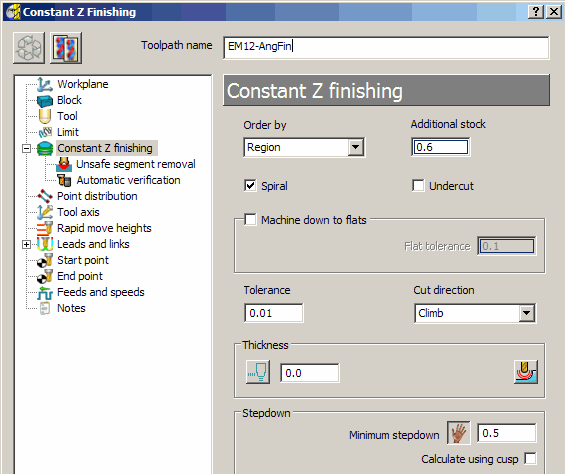 Constant Z Finishing
Toolpath name EM12-AngFin
Workplane
Block
Tool
Limit
Constant Z finishing
Unsafe segment removal
Automatic verification
Point distribution
Tool axis
Rapid move heights
Leads and links
Start point
End point
Feeds and speeds
Notes
Constant Z finishing
Order by Additional stock
Region 0.6
Spiral Undercut
Machine down to flats
Flat tolerance 0.1
Tolerance Cut direction
0.01 Climb
Thickness
0.0
Stepdown
Minimum stepdown 0.5
Calculate using cusp